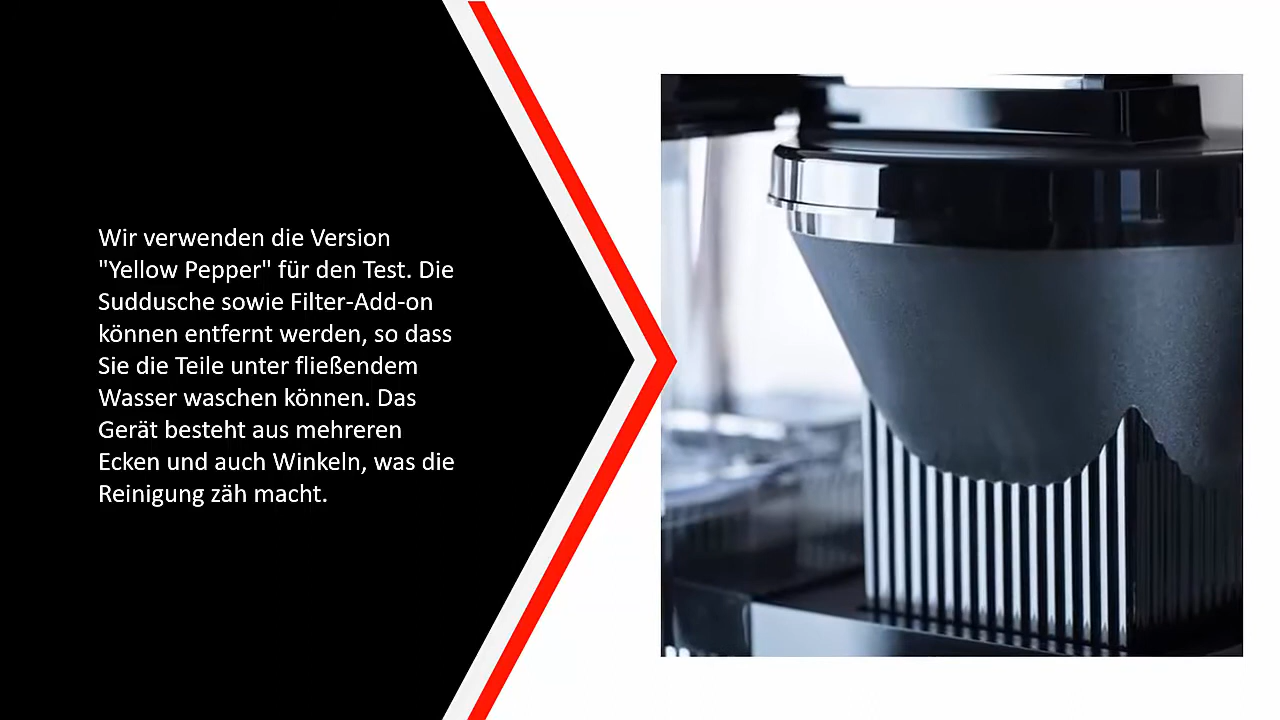 Wir verwenden die Version
"Yellow Pepper" für den Test. Die
Suddusche sowie Filter-Add-on
können entfernt werden, so dass
Sie die Teile unter fließendem
Wasser waschen können. Das
Gerät besteht aus mehreren
Ecken und auch Winkeln, was die
Reinigung zäh macht.